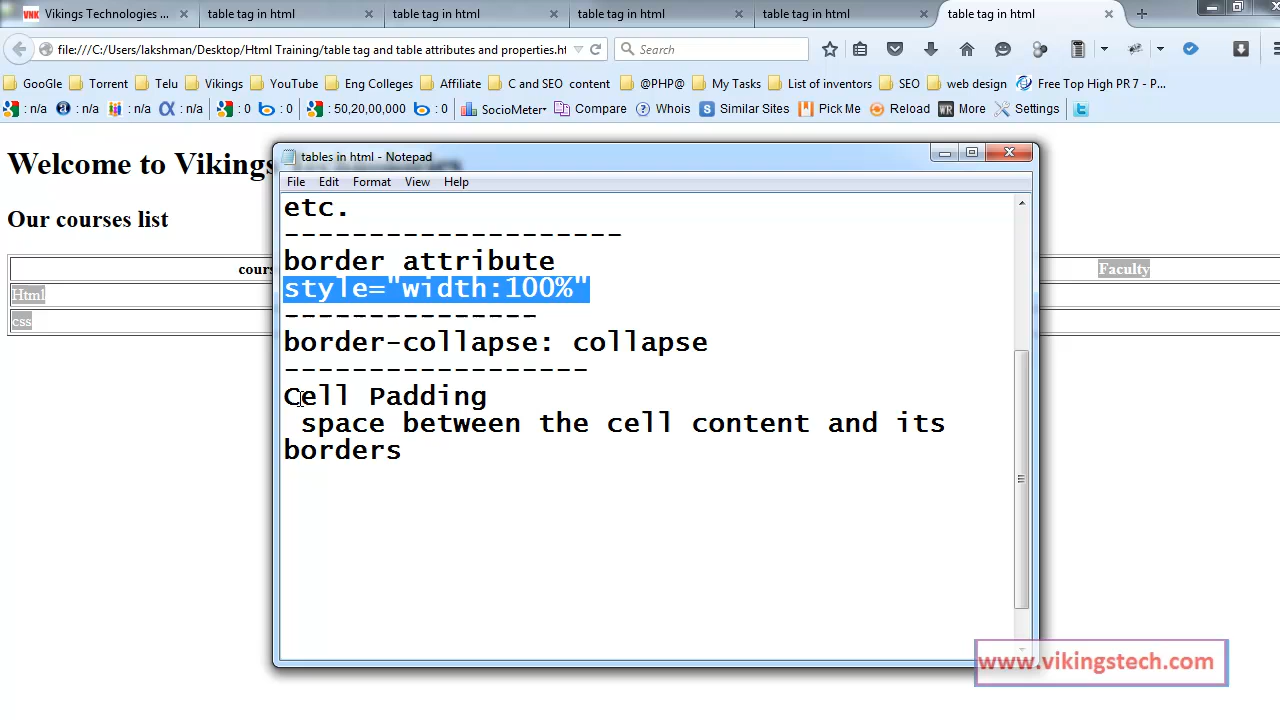 VNK Vikings Technologies ... table tag in html table tag in html table tag in html table tag in html table tag in html
file:///C:/Users/lakshman/Desktop/Html Training/table tag and table attributes and properties.ht Search
GooGle Torrent Telu Vikings YouTube Eng Colleges Affiliate C and SEO content @PHP@ My Tasks List of inventors SEO web design Free Top High PR 7 - P...
: n/a : n/a : n/a : n/a : 0 : 0 : 50,20,00,000 : 0 SocioMeter Compare Whois SimilarSites Pick Me Reload More Settings
Welcome to Vikings
Our courses list
cours
Faculty
Html
css
tables in html - Notepad
File Edit Format View Help
etc.
--------------------
border attribute
style="width:100%"
---------------
border-collapse: collapse
------------------
Cell Padding
space between the cell content and its
borders
www.vikingstech.com